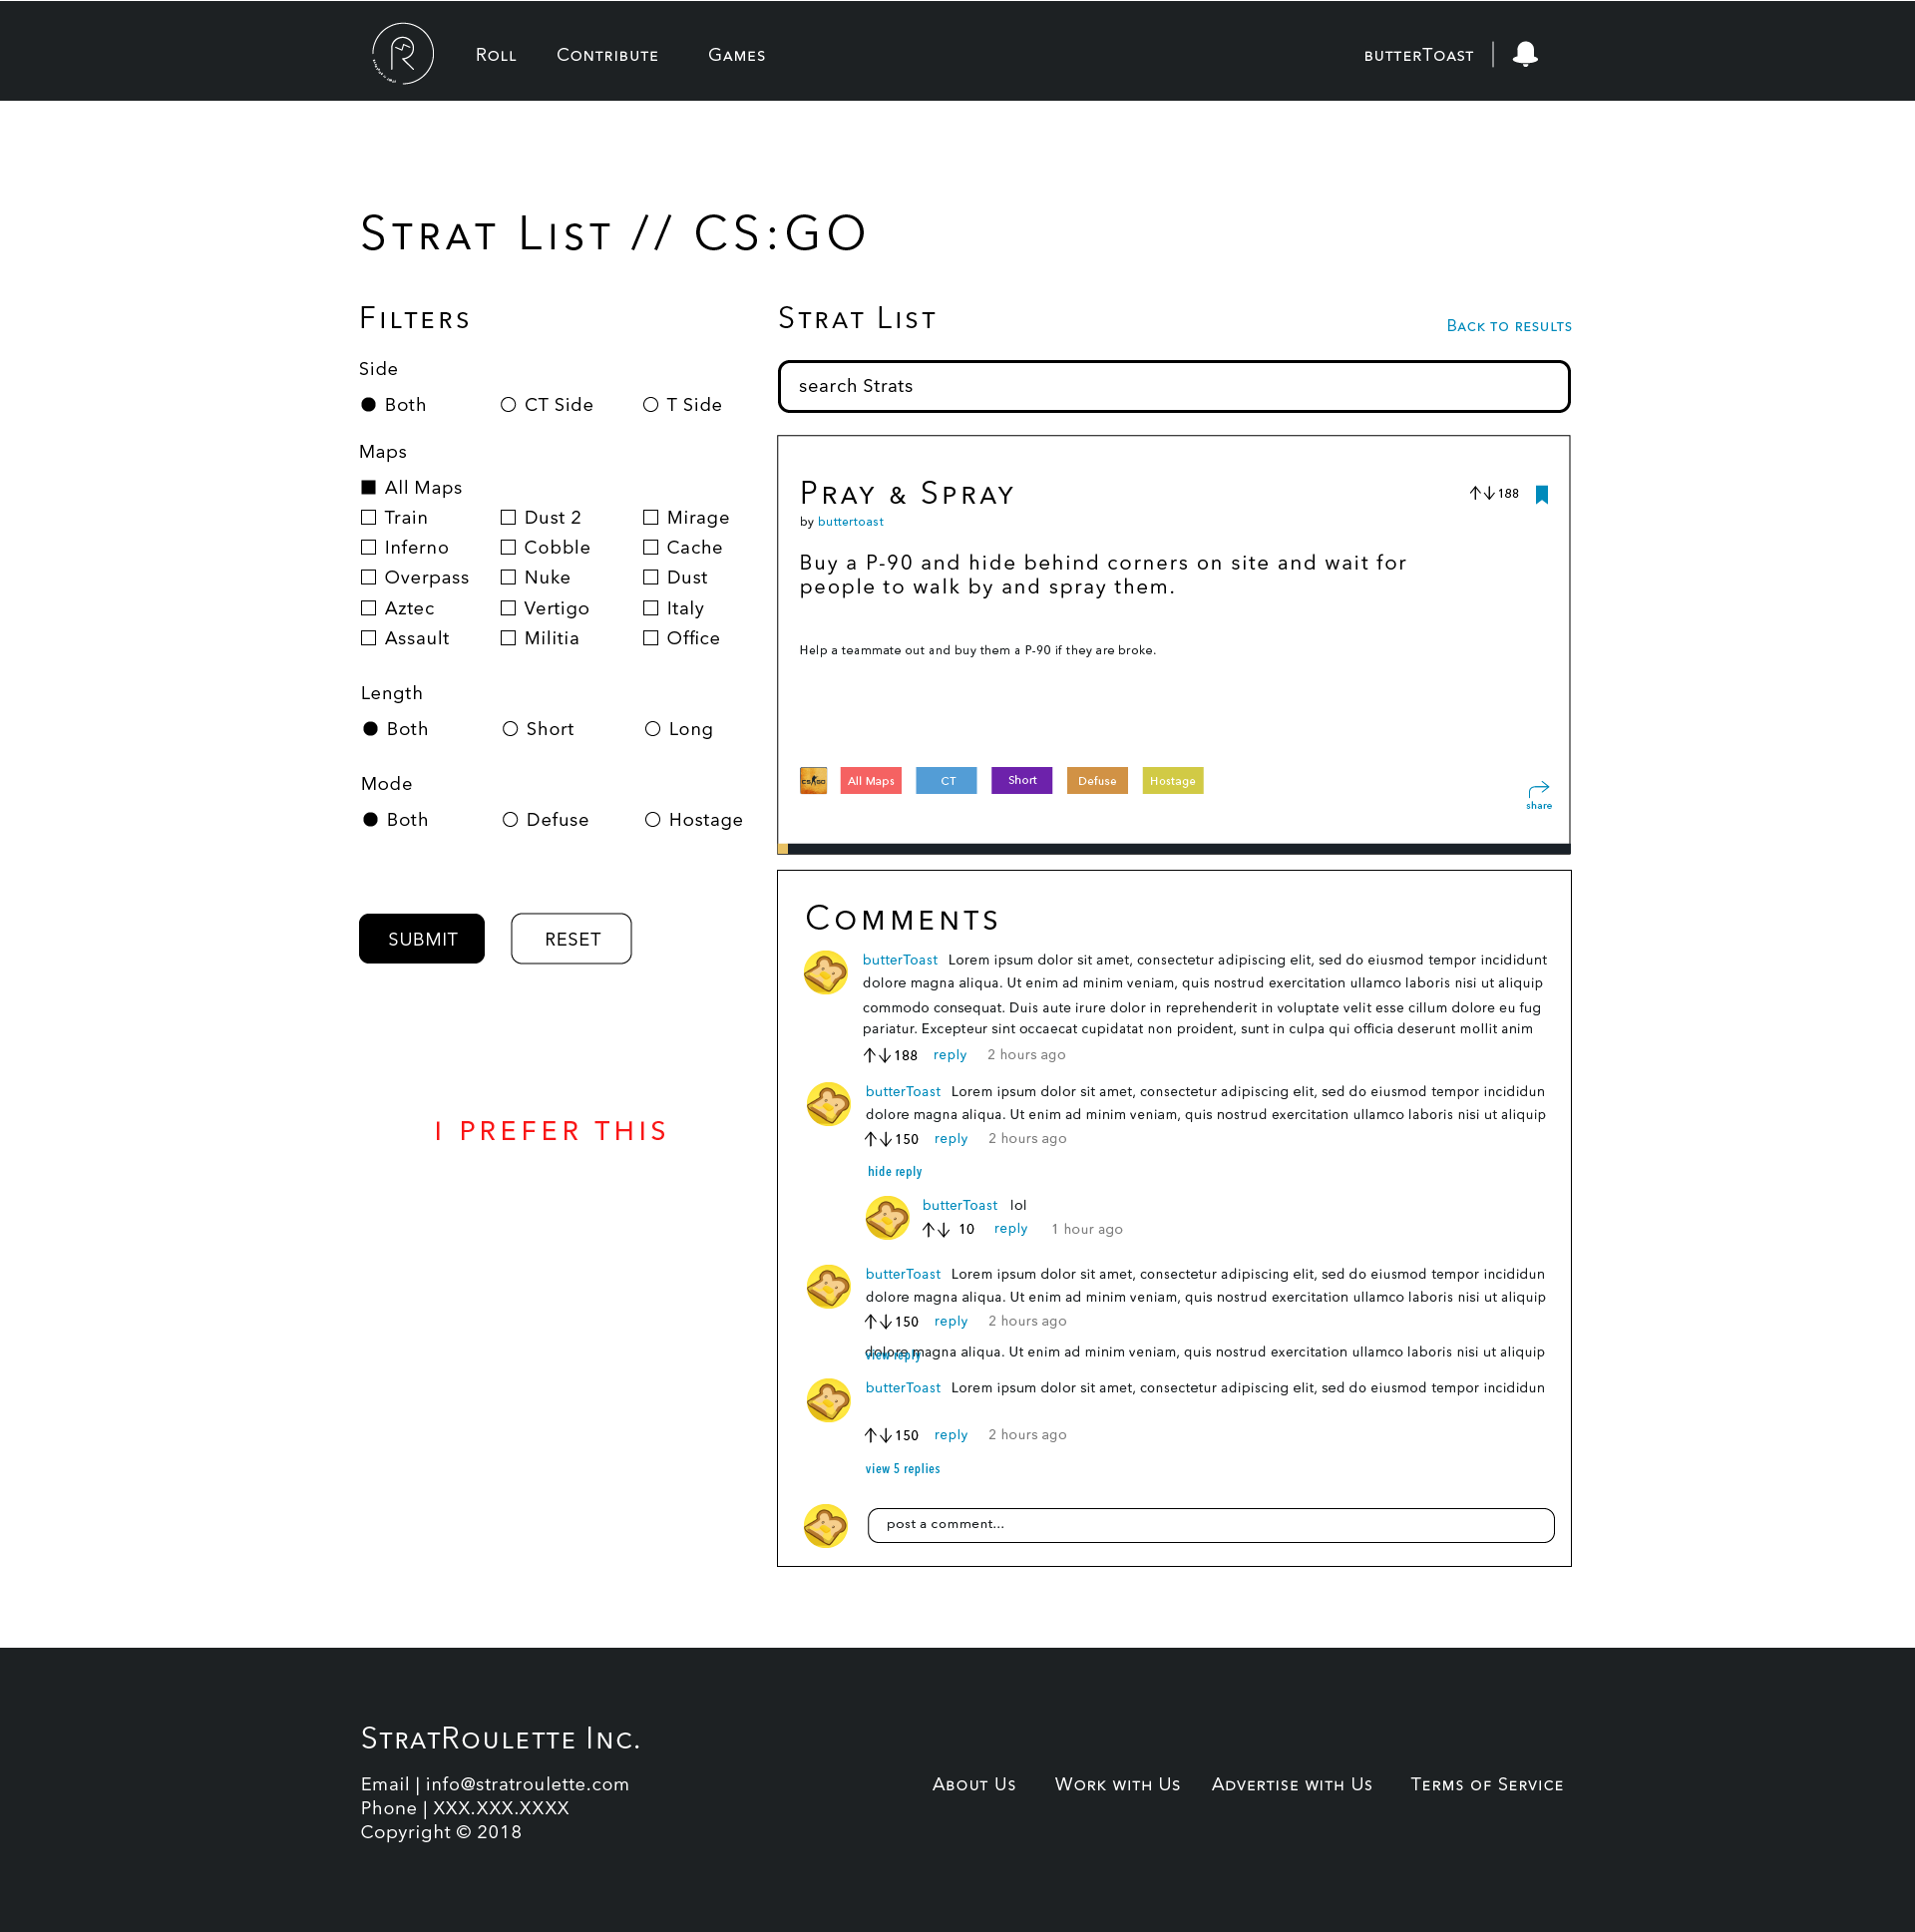 Roll Contribute Games butterToast
Strat List // CS:GO
Filters
Side
Both CT Side T Side
Maps
All Maps
Train Dust 2 Mirage
Inferno Cobble Cache
Overpass Nuke Dust
Aztec Vertigo Italy
Assault Militia Office
Length
Both Short Long
Mode
Both Defuse Hostage
SUBMIT RESET
I PREFER THIS
Strat List Back to results
search Strats
Pray & Spray 188
by buttertoast
Buy a P-90 and hide behind corners on site and wait for
people to walk by and spray them.
Help a teammate out and buy them a P-90 if they are broke.
CS GO All Maps CT Short Defuse Hostage
share
Comments
butterToast Lorem ipsum dolor sit amet, consectetur adipiscing elit, sed do eiusmod tempor incididunt
dolore magna aliqua. Ut enim ad minim veniam, quis nostrud exercitation ullamco laboris nisi ut aliquip
commodo consequat. Duis aute irure dolor in reprehenderit in voluptate velit esse cillum dolore eu fug
pariatur. Excepteur sint occaecat cupidatat non proident, sunt in culpa qui officia deserunt mollit anim
188 reply 2 hours ago
butterToast Lorem ipsum dolor sit amet, consectetur adipiscing elit, sed do eiusmod tempor incididun
dolore magna aliqua. Ut enim ad minim veniam, quis nostrud exercitation ullamco laboris nisi ut aliquip
150 reply 2 hours ago
hide reply
butterToast lol
10 reply 1 hour ago
butterToast Lorem ipsum dolor sit amet, consectetur adipiscing elit, sed do eiusmod tempor incididun
dolore magna aliqua. Ut enim ad minim veniam, quis nostrud exercitation ullamco laboris nisi ut aliquip
150 reply 2 hours ago
view reply
dolore magna aliqua. Ut enim ad minim veniam, quis nostrud exercitation ullamco laboris nisi ut aliquip
butterToast Lorem ipsum dolor sit amet, consectetur adipiscing elit, sed do eiusmod tempor incididun
150 reply 2 hours ago
view 5 replies
post a comment...
StratRoulette Inc.
Email | info@stratroulette.com
Phone | XXX.XXX.XXXX
Copyright © 2018
About Us Work with Us Advertise with Us Terms of Service